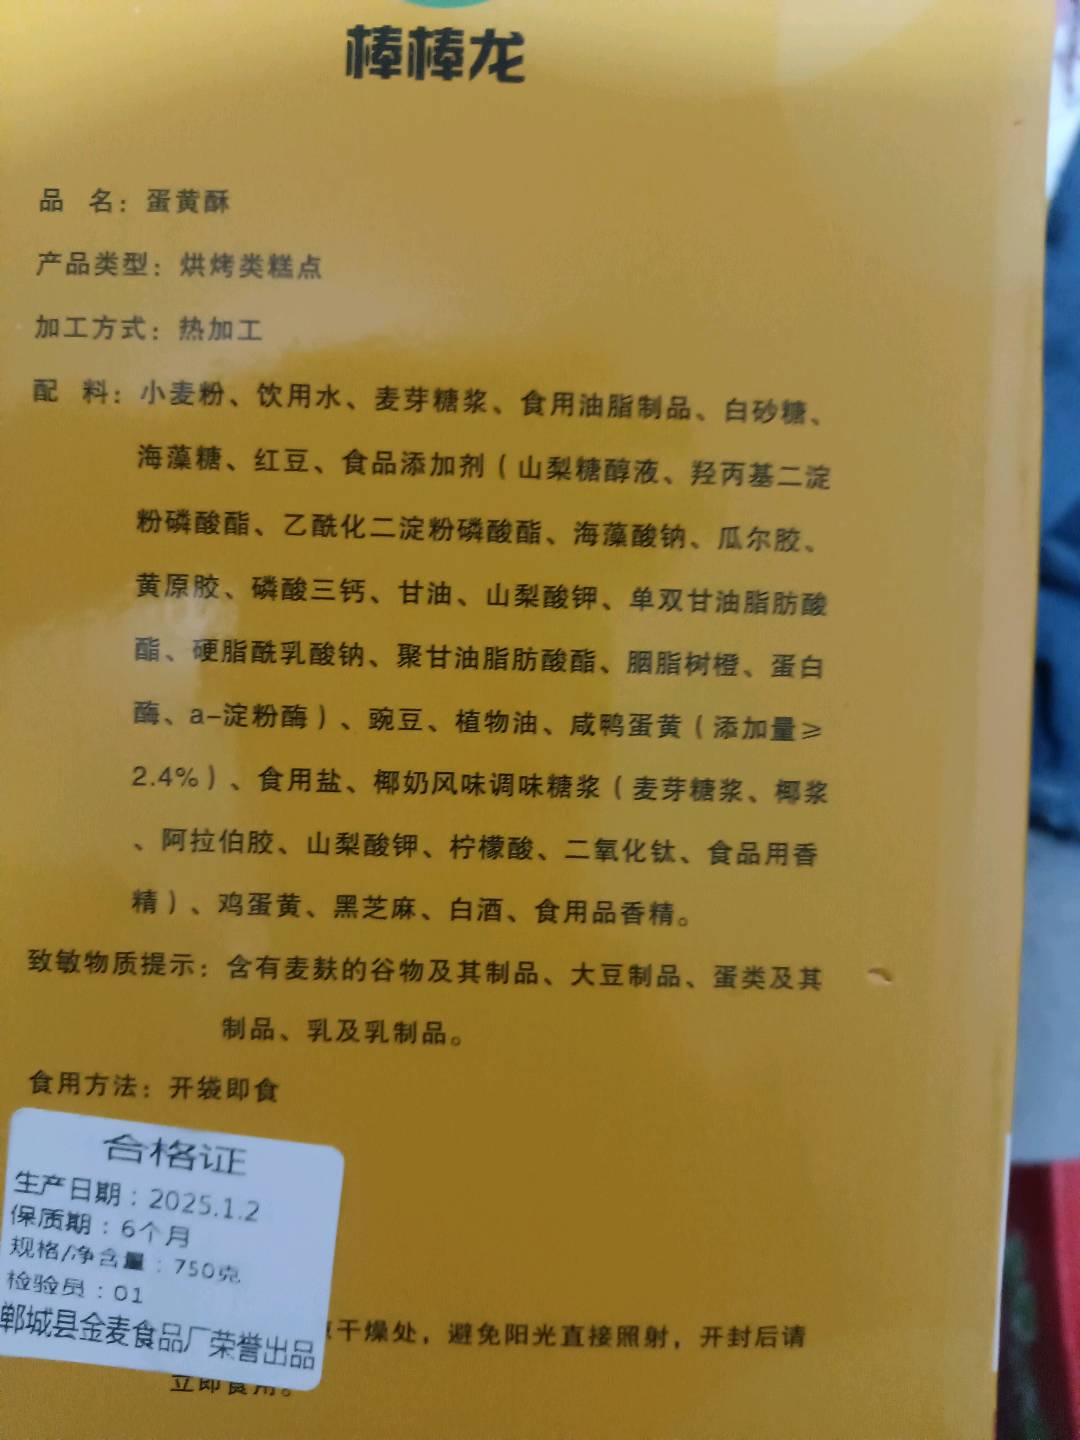 棒棒龙
品 名：蛋黄酥
产品类型：烘烤类糕点
加工方式：热加工
配 料：小麦粉、饮用水、麦芽糖浆、食用油脂制品、白砂糖、
海藻糖、红豆、食品添加剂（山梨糖醇液、羟丙基二淀
粉磷酸酯、乙酰化二淀粉磷酸酯、海藻酸钠、瓜尔胶、
黄原胶、磷酸三钙、甘油、山梨酸钾、单双甘油脂肪酸
酯、硬脂酰乳酸钠、聚甘油脂肪酸酯、胭脂树橙、蛋白
酶、a-淀粉酶）、豌豆、植物油、咸鸭蛋黄（添加量≥
2.4%）、食用盐、椰奶风味调味糖浆（麦芽糖浆、椰浆
、阿拉伯胶、山梨酸钾、柠檬酸、二氧化钛、食品用香
精）、鸡蛋黄、黑芝麻、白酒、食用品香精。
致敏物质提示：含有麦麸的谷物及其制品、大豆制品、蛋类及其
制品、乳及乳制品。
食用方法：开袋即食
合格证
生产日期：2025.1.2
保质期：6个月
规格/净含量：750克
检验员：01
郸城县金麦食品厂荣誉出品
干燥处，避免阳光直接照射，开封后请
立即食用。